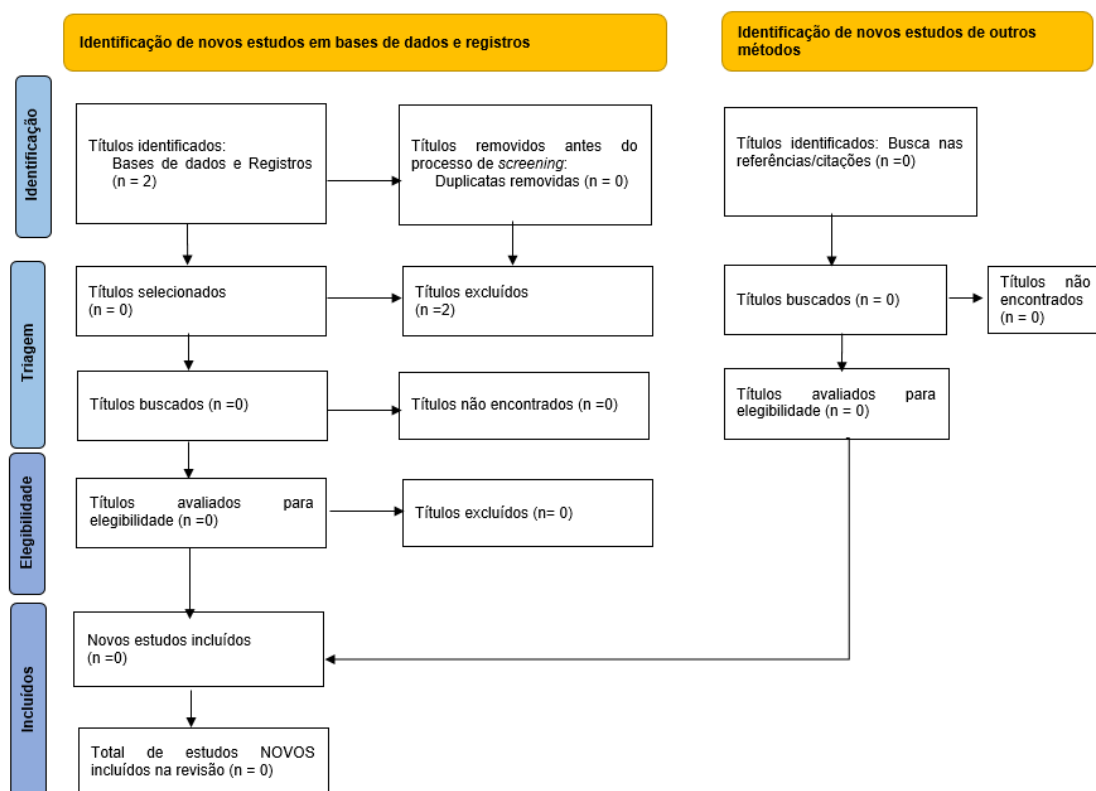 Identificação de novos estudos em bases de dados e registros
Identificação de novos estudos de outros
métodos
Identificação
Títulos identificados:
Bases de dados e Registros
(n = 2)
Títulos removidos antes do
processo de screening:
Duplicatas removidas (n = 0)
Títulos identificados: Busca nas
referências/citações (n =0)
Triagem
Títulos selecionados
(n = 0)
Títulos excluídos
(n =2)
Títulos buscados (n = 0)
Títulos não
encontrados
(n = 0)
Títulos buscados (n =0)
Títulos não encontrados (n =0)
Títulos avaliados para
elegibilidade (n = 0)
Elegibilidade
Títulos avaliados para
elegibilidade (n =0)
Títulos excluídos (n= 0)
Incluídos
Novos estudos incluídos
(n =0)
Total de estudos NOVOS
incluídos na revisão (n = 0)